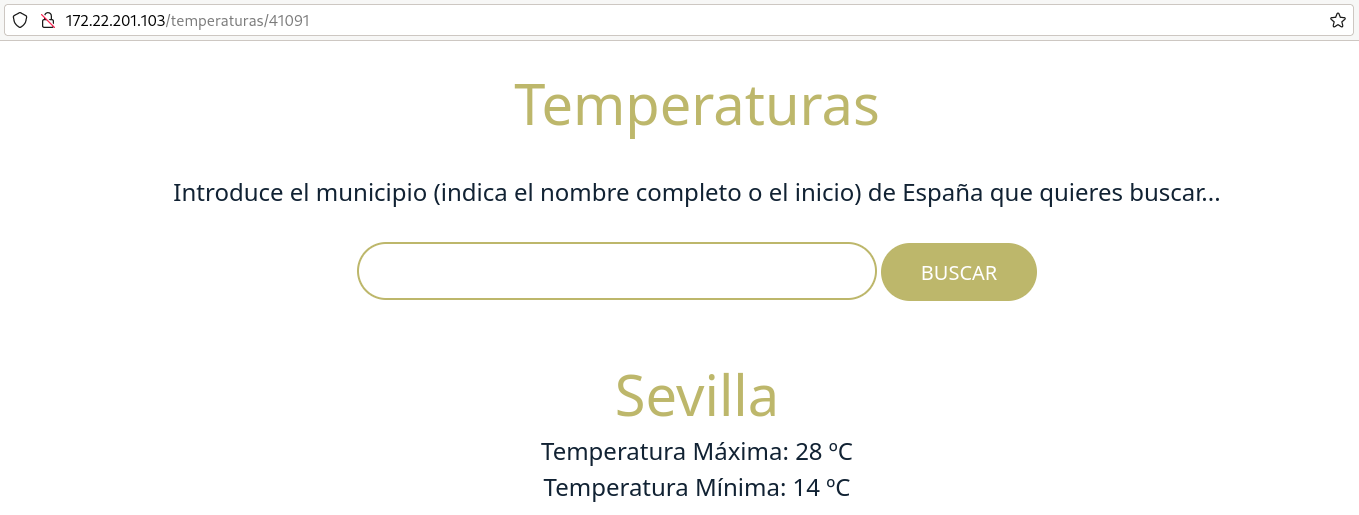 172.22.201.103/temperaturas/41091
Temperaturas
Introduce el municipio (indica el nombre completo o el inicio) de España que quieres buscar...
BUSCAR
Sevilla
Temperatura Máxima: 28 ºC
Temperatura Mínima: 14 ºC